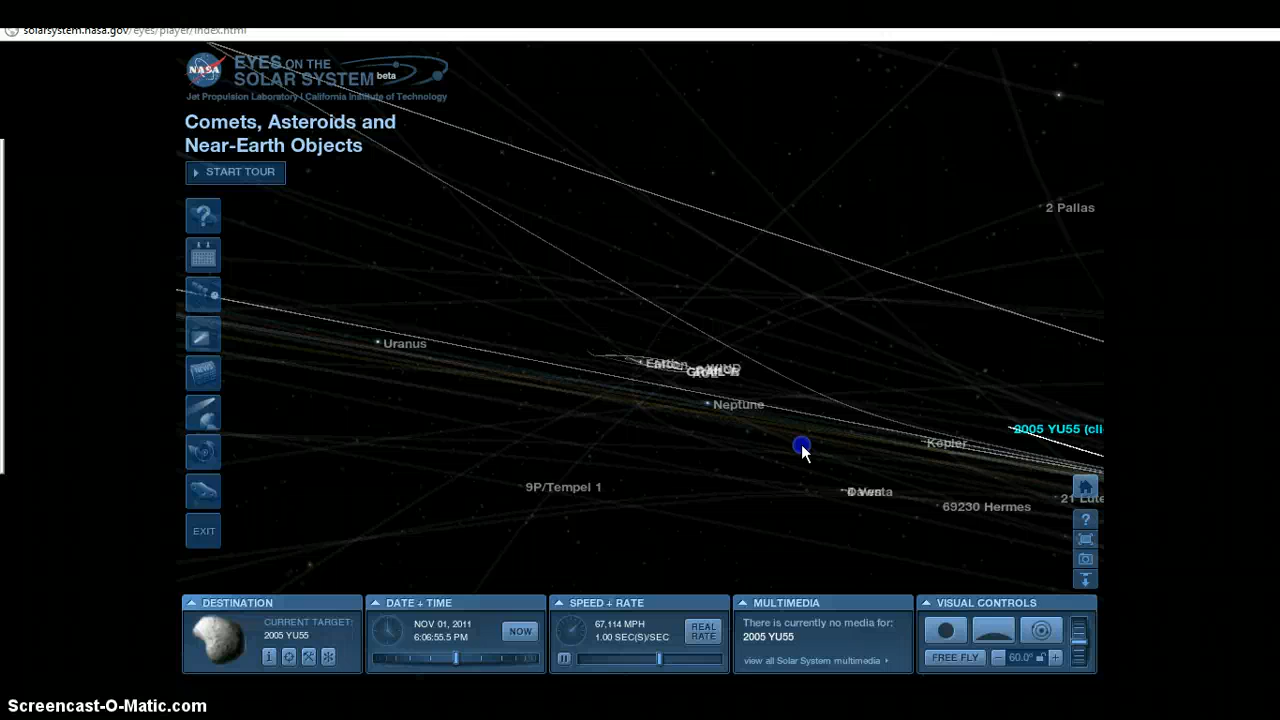 solarsystem.nasa.gov/eyes/player/index.html
NASA
EYES ON THE
SOLAR SYSTEM beta
Jet Propulsion Laboratory | California Institute of Technology
Comets, Asteroids and
Near-Earth Objects
START TOUR
2 Pallas
?
Uranus
WIND
Neptune
2005 YU55 (cli
Kepler
9P/Tempel 1
69230 Hermes
21 Lute
EXIT
?
DESTINATION
CURRENT TARGET:
2005 YU55
DATE + TIME
NOV 01, 2011
6:06:55.5 PM
NOW
SPEED + RATE
67,114 MPH
1.00 SEC(S)/SEC
REAL
RATE
MULTIMEDIA
There is currently no media for:
2005 YU55
view all Solar System multimedia
VISUAL CONTROLS
FREE FLY
60.0°
Screencast-O-Matic.com